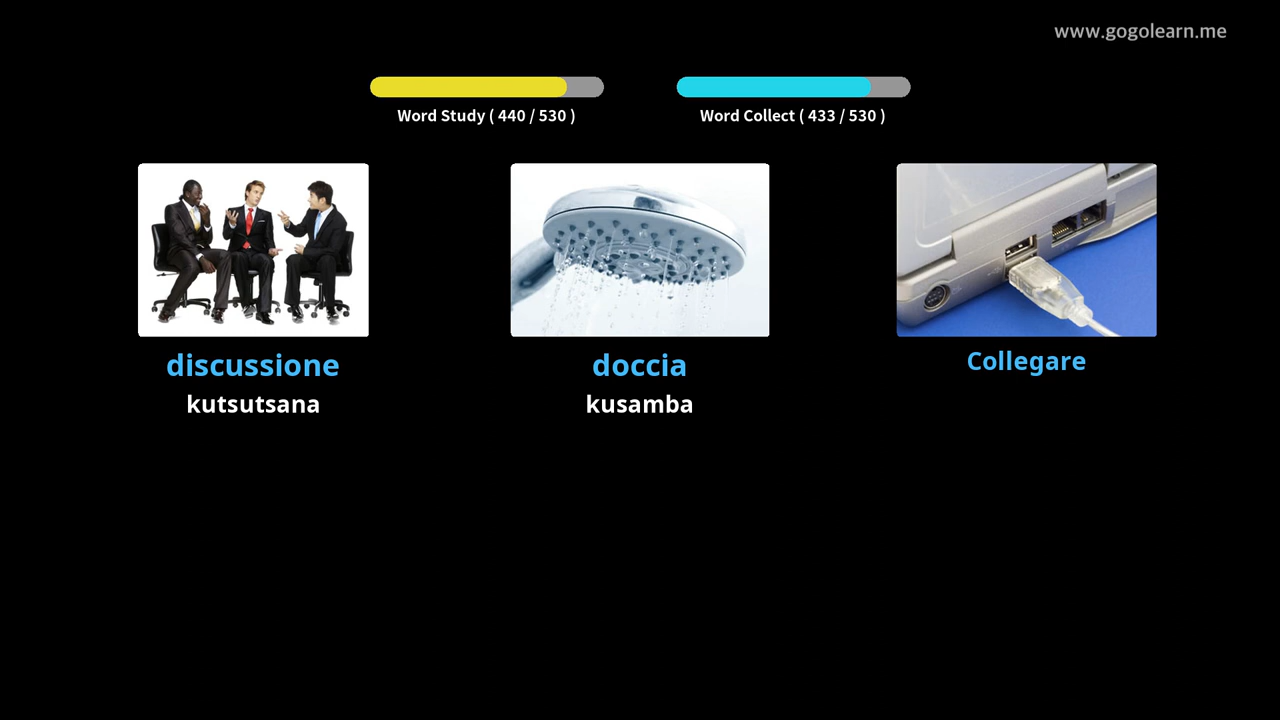 www.gogolearn.me
Word Study ( 440 / 530 )
Word Collect ( 433 / 530 )
discussione
kutsutsana
doccia
kusamba
Collegare